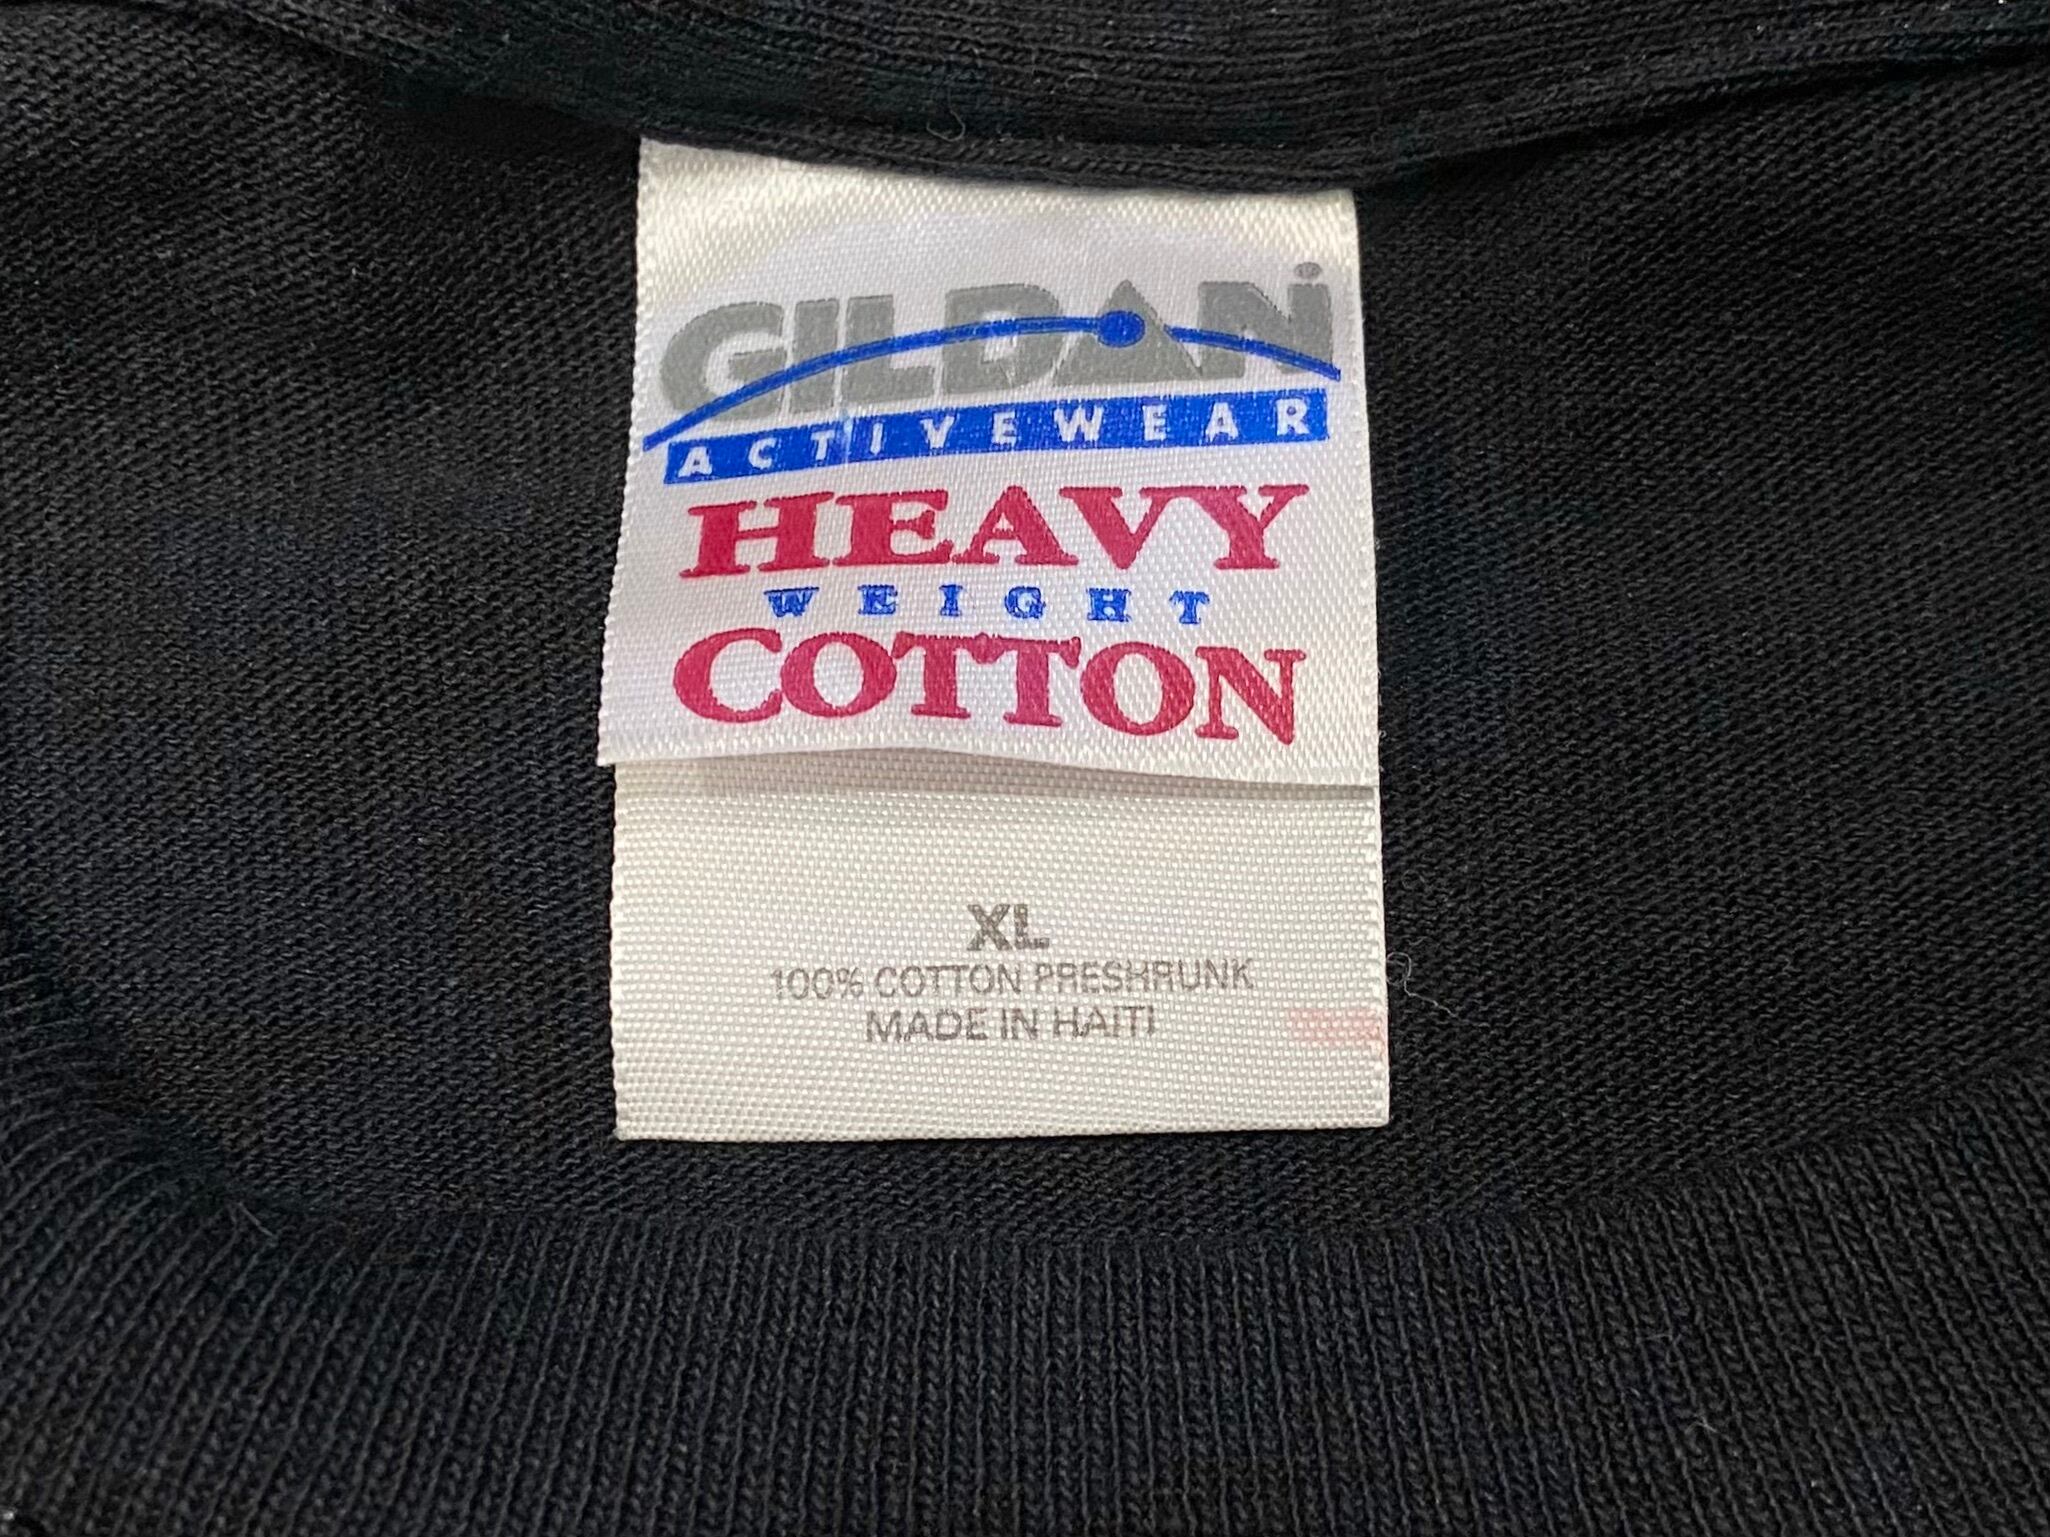 GILDAN
ACTIVEWEAR
HEAVY
WEIGHT
COTTON
XL
100% COTTON PRESHRUNK
MADE IN HAITI